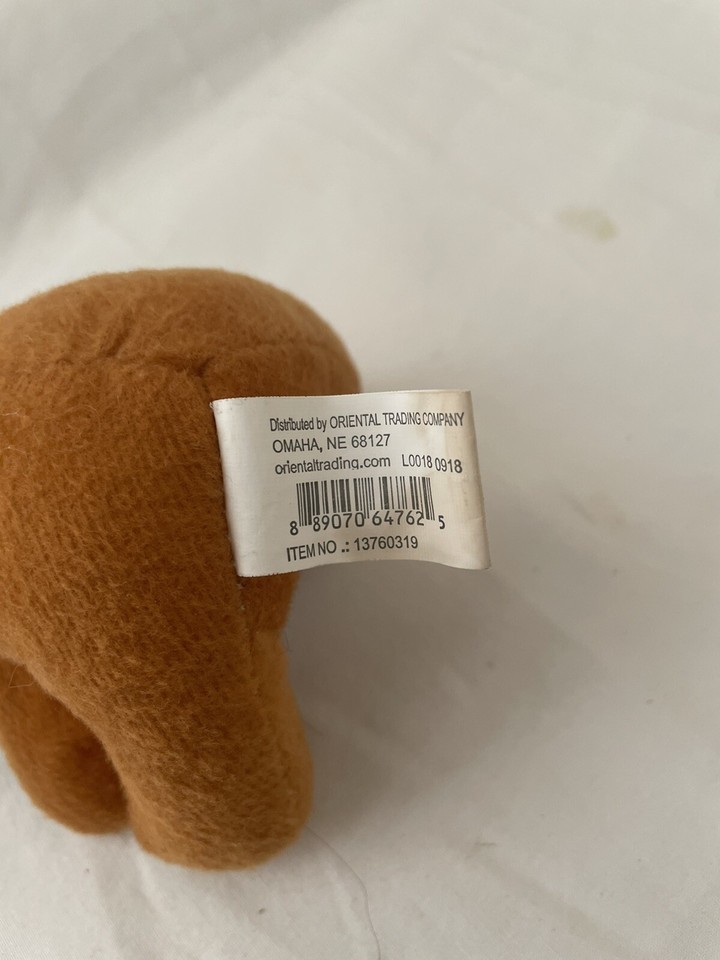 Distributed by ORIENTAL TRADING COMPANY
OMAHA, NE 68127
orientaltrading.com L0018 0918
8 89070 64762 5
ITEM NO .: 13760319